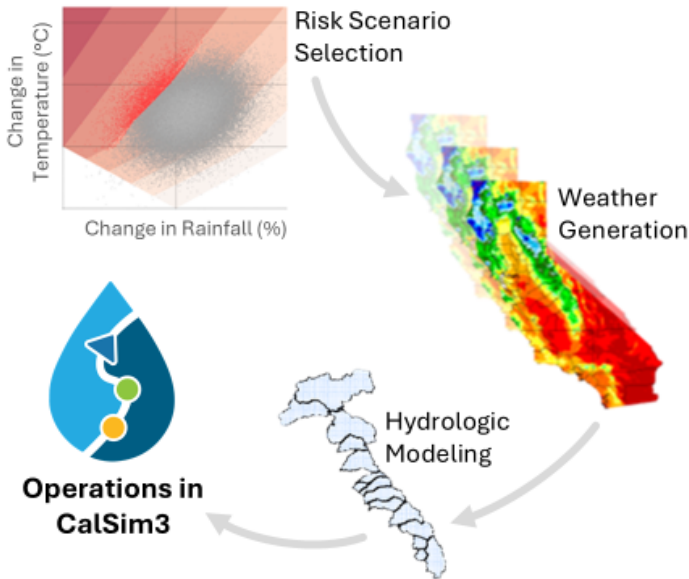 Risk Scenario
Selection
Change in
Temperature (°C)
Change in Rainfall (%)
Weather
Generation
Hydrologic
Modeling
Operations in
CalSim3